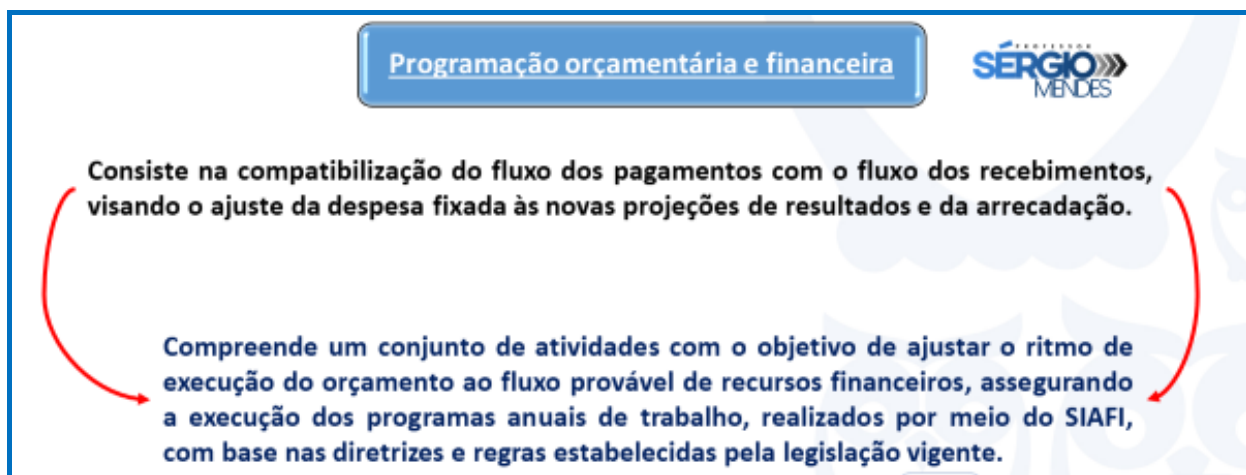 Programação orçamentária e financeira
PROFESSOR
SÉRGIO
MENDES
Consiste na compatibilização do fluxo dos pagamentos com o fluxo dos recebimentos,
visando o ajuste da despesa fixada às novas projeções de resultados e da arrecadação.
Compreende um conjunto de atividades com o objetivo de ajustar o ritmo de
execução do orçamento ao fluxo provável de recursos financeiros, assegurando
a execução dos programas anuais de trabalho, realizados por meio do SIAFI,
com base nas diretrizes e regras estabelecidas pela legislação vigente.